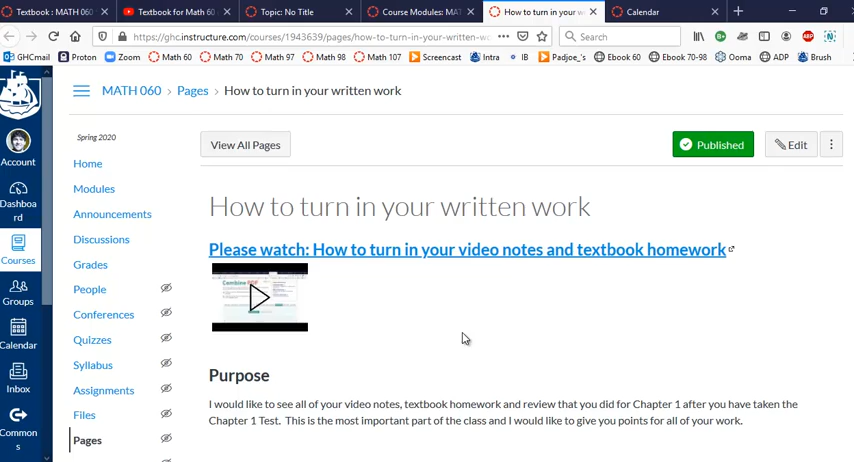 Textbook : MATH 060
Textbook for Math 60
Topic: No Title
Course Modules: MAT
How to turn in your w
Calendar
https://ghc.instructure.com/courses/1943639/pages/how-to-turn-in-your-written-wo
Search
GHCmail
Proton
Zoom
Math 60
Math 70
Math 97
Math 98
Math 107
Screencast
Intra
IB
Padjoe_'s
Ebook 60
Ebook 70-98
Ooma
ADP
Brush
MATH 060 > Pages > How to turn in your written work
Spring 2020
View All Pages
Published
Edit
Account
Dashboa
rd
Courses
Groups
Calendar
Inbox
Common
s
Home
Modules
Announcements
Discussions
Grades
People
Conferences
Quizzes
Syllabus
Assignments
Files
Pages
How to turn in your written work
Please watch: How to turn in your video notes and textbook homework
Combine PDF
Purpose
I would like to see all of your video notes, textbook homework and review that you did for Chapter 1 after you have taken the
Chapter 1 Test. This is the most important part of the class and I would like to give you points for all of your work.